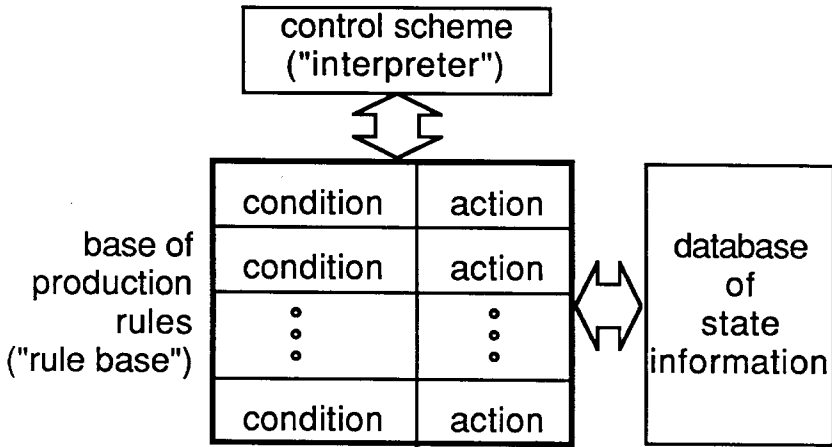 control scheme
("interpreter")
condition action
condition action
condition action
base of
production
rules
("rule base")
database
of
state
information